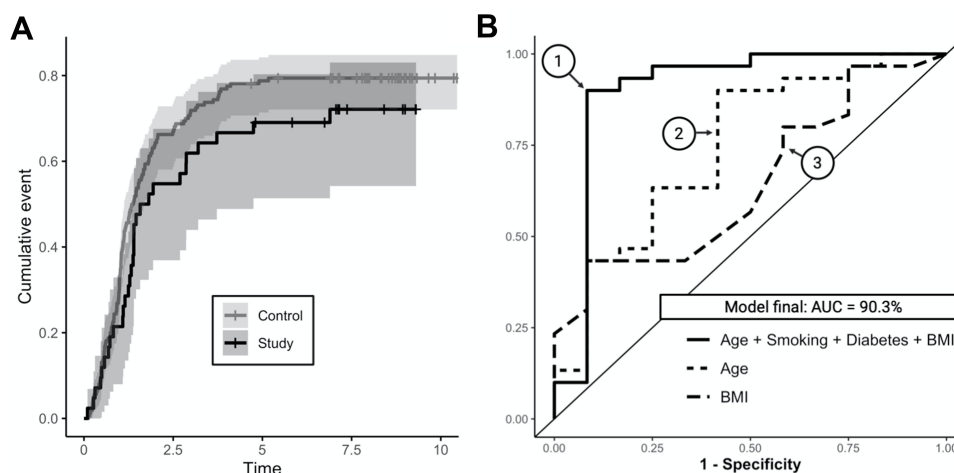 A
Cumulative event
0.8
0.6
0.4
0.2
0.0
0.0 2.5 5 7.5 10
Time
Control
Study
B
1.00
0.75
0.50
0.25
0.00
0.00 0.25 0.50 0.75 1.00
1 - Specificity
1
2
3
Model final: AUC = 90.3%
Age + Smoking + Diabetes + BMI
Age
BMI